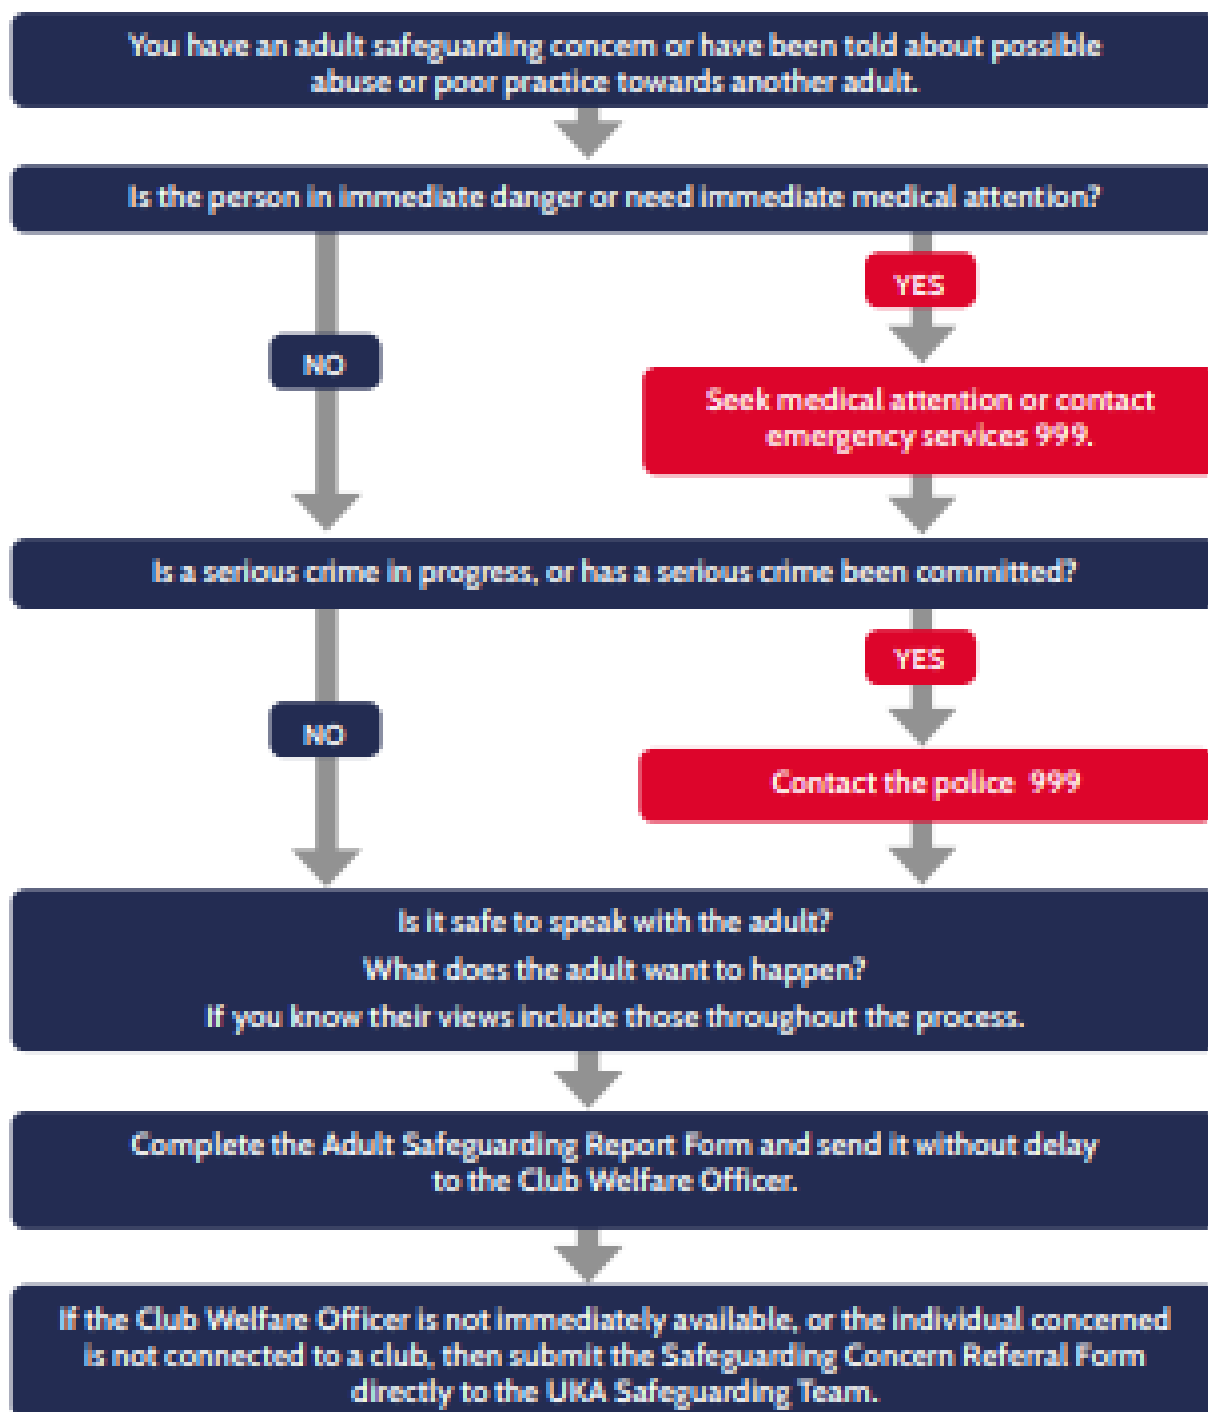 You have an adult safeguarding concern or have been told about possible
abuse or poor practice towards another adult.
Is the person in immediate danger or need immediate medical attention?
YES
NO
Seek medical attention or contact
emergency services 999.
Is a serious crime in progress, or has a serious crime been committed?
YES
NO
Contact the police 999
Is it safe to speak with the adult?
What does the adult want to happen?
If you know their views include those throughout the process.
Complete the Adult Safeguarding Report Form and send it without delay
to the Club Welfare Officer.
If the Club Welfare Officer is not immediately available, or the individual concerned
is not connected to a club, then submit the Safeguarding Concern Referral Form
directly to the UKA Safeguarding Team.